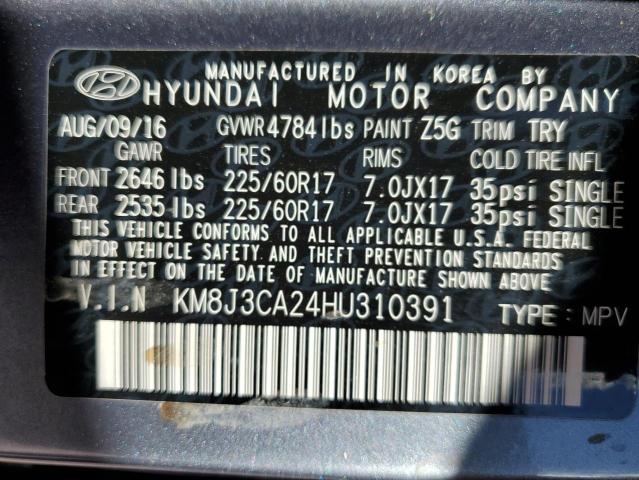 MANUFACTURED IN KOREA BY
HYUNDAI MOTOR COMPANY
AUG/09/16 GVWR 4784 lbs PAINT Z5G TRIM TRY
GAWR TIRES RIMS COLD TIRE INFL
FRONT 2646 lbs 225/60R17 7.0JX17 35psi SINGLE
REAR 2535 lbs 225/60R17 7.0JX17 35psi SINGLE
THIS VEHICLE CONFORMS TO ALL APPLICABLE U.S.A. FEDERAL
MOTOR VEHICLE SAFETY AND THEFT PREVENTION STANDARDS
IN EFFECT ON THE DATE OF MANUFACTURE SHOWN ABOVE.
V.I.N KM8J3CA24HU310391 TYPE : MPV